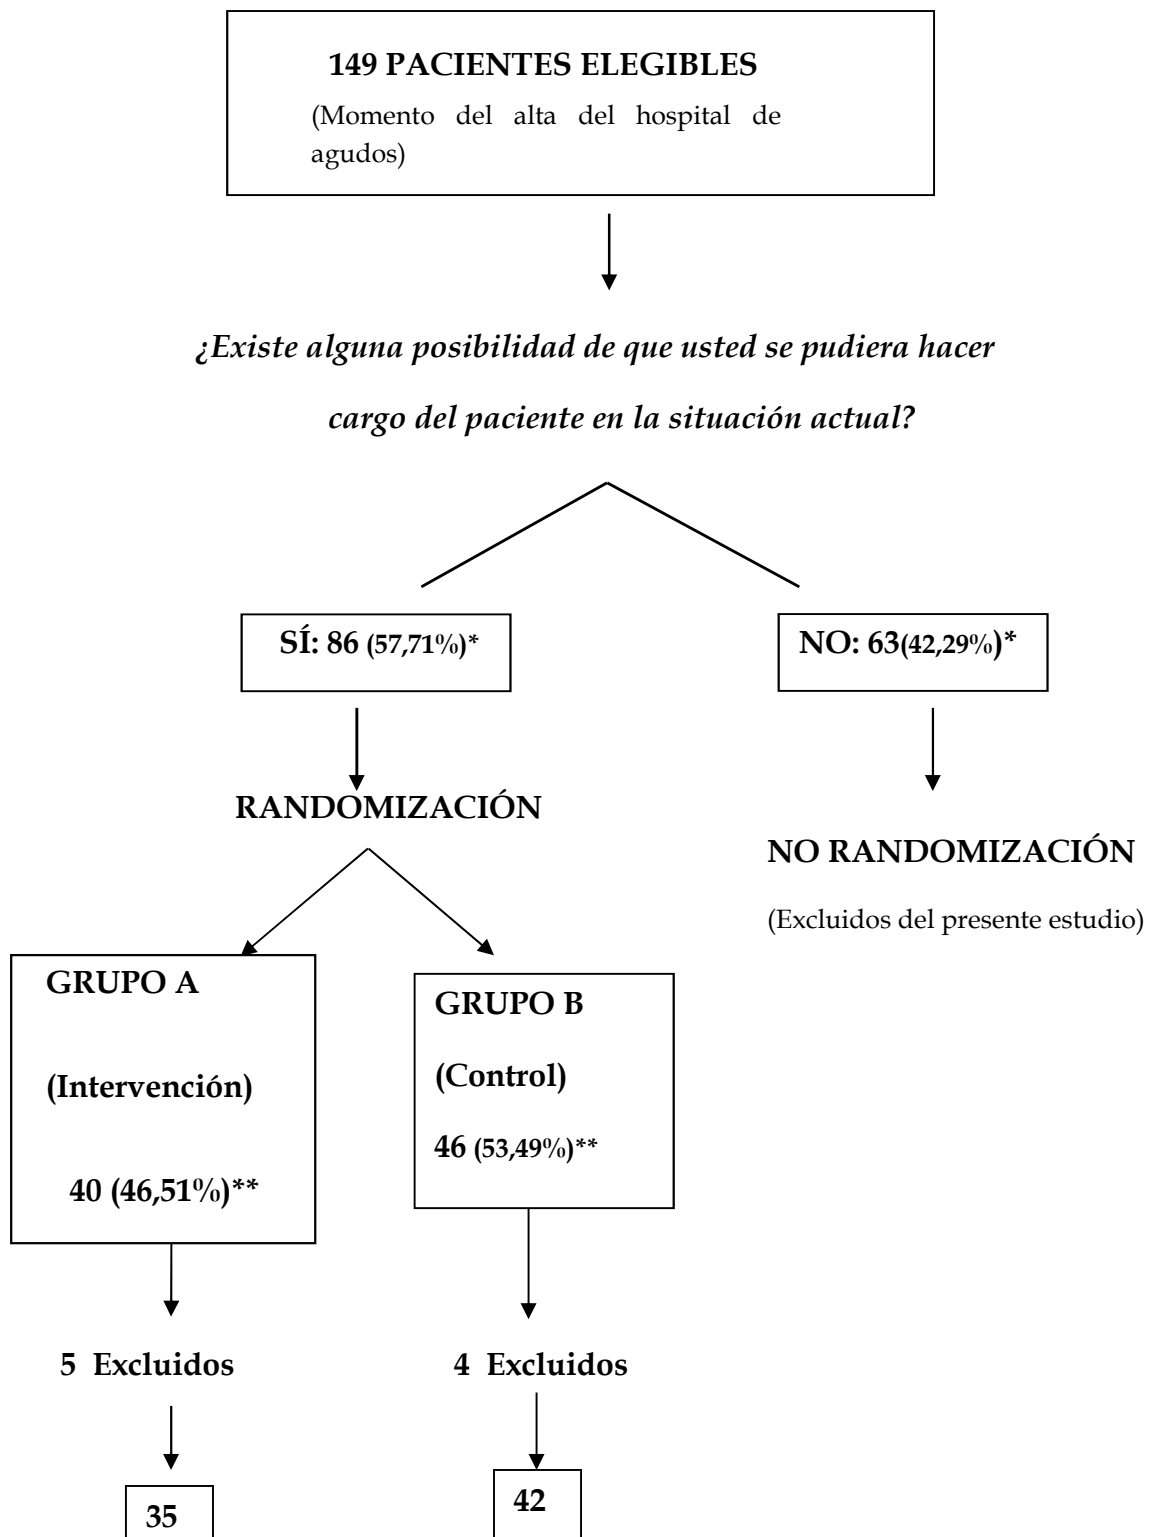 149 PACIENTES ELEGIBLES
(Momento del alta del hospital de
agudos)
¿Existe alguna posibilidad de que usted se pudiera hacer
cargo del paciente en la situación actual?
SÍ: 86 (57,71%)*
NO: 63(42,29%)*
RANDOMIZACIÓN
NO RANDOMIZACIÓN
(Excluidos del presente estudio)
GRUPO A
(Intervención)
40 (46,51%)**
GRUPO B
(Control)
46 (53,49%)**
5 Excluidos
4 Excluidos
35
42